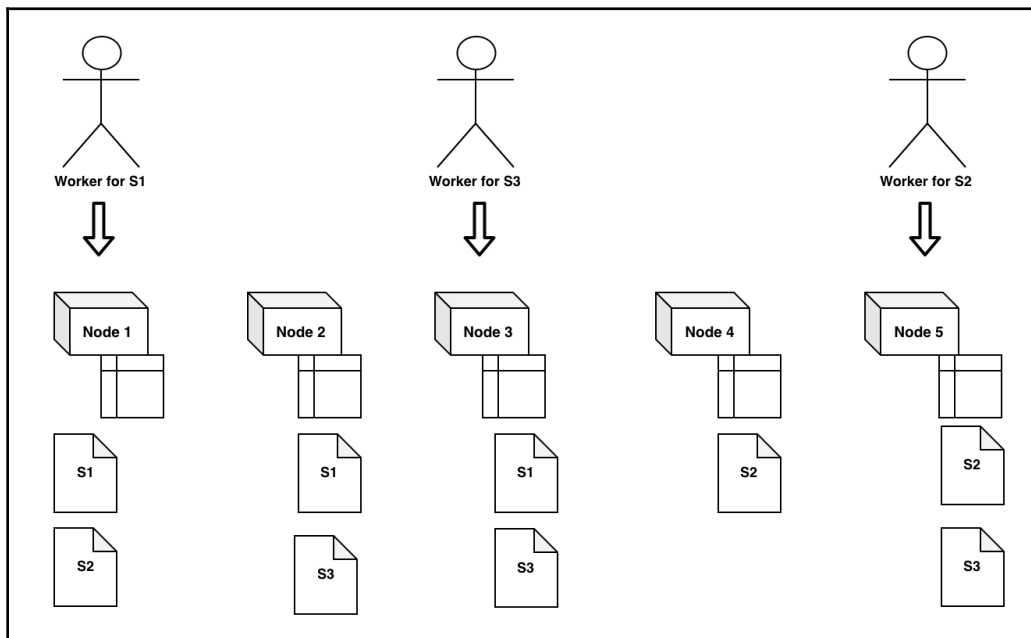 Worker for S1
Worker for S3
Worker for S2
Node 1
Node 2
Node 3
Node 4
Node 5
S1
S1
S1
S2
S2
S2
S3
S3
S3